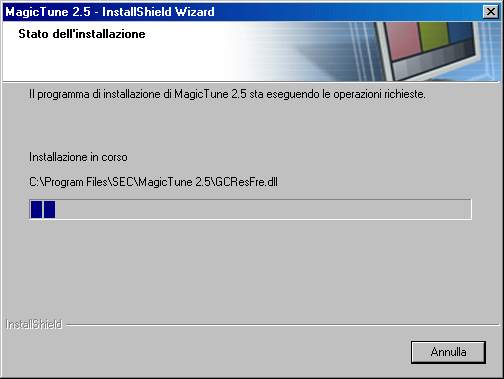 MagicTune 2.5 - InstallShield Wizard
Stato dell'installazione
Il programma di installazione di MagicTune 2.5 sta eseguendo le operazioni richieste.
Installazione in corso
C:\Program Files\SEC\MagicTune 2.5\GCResFre.dll
InstallShield
Annulla